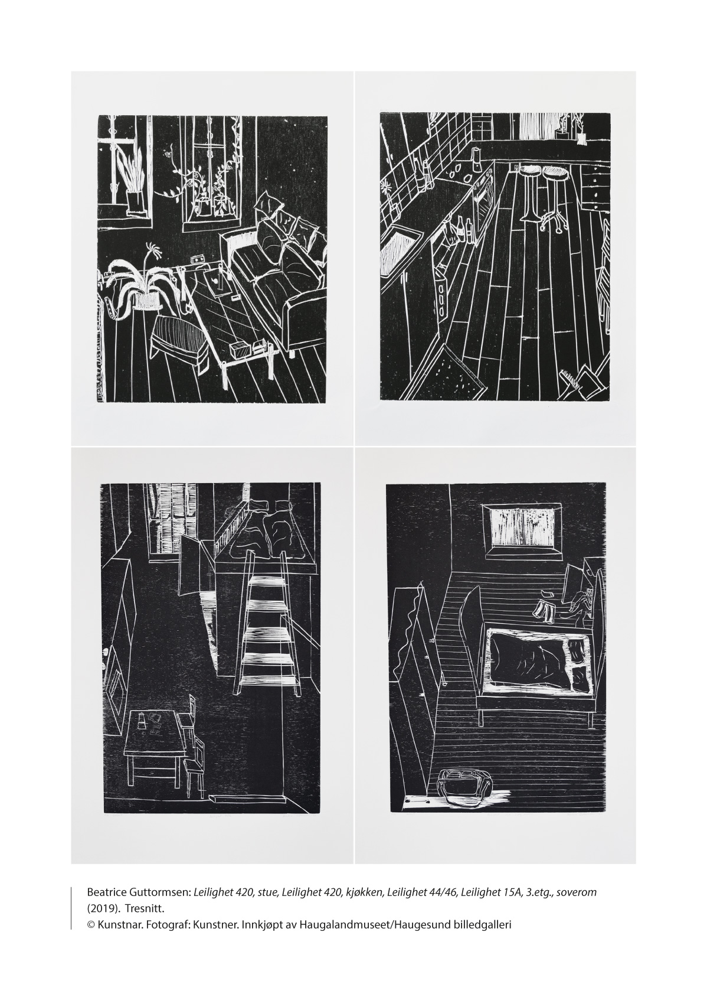 Beatrice Guttormsen: Leilighet 420, stue, Leilighet 420, kjøkken, Leilighet 44/46, Leilighet 15A, 3.etg., soverom
(2019).  Tresnitt.
© Kunstnar. Fotograf: Kunstner. Innkjøpt av Haugalandmuseet/Haugesund billedgalleri